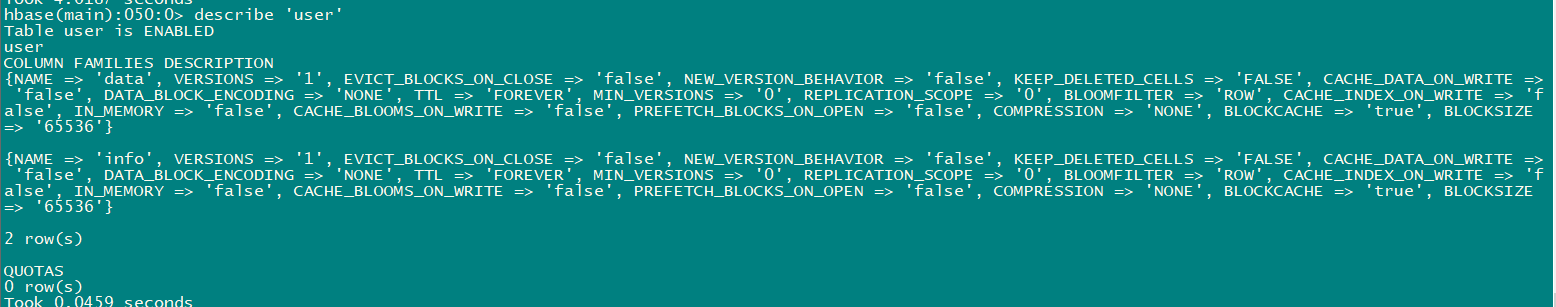 Took 4.0167 seconds
hbase(main):050:0> describe 'user'
Table user is ENABLED
user
COLUMN FAMILIES DESCRIPTION
{NAME => 'data', VERSIONS => '1', EVICT_BLOCKS_ON_CLOSE => 'false', NEW_VERSION_BEHAVIOR => 'false', KEEP_DELETED_CELLS => 'FALSE', CACHE_DATA_ON_WRITE =>
'false', DATA_BLOCK_ENCODING => 'NONE', TTL => 'FOREVER', MIN_VERSIONS => '0', REPLICATION_SCOPE => '0', BLOOMFILTER => 'ROW', CACHE_INDEX_ON_WRITE => 'f
alse', IN_MEMORY => 'false', CACHE_BLOOMS_ON_WRITE => 'false', PREFETCH_BLOCKS_ON_OPEN => 'false', COMPRESSION => 'NONE', BLOCKCACHE => 'true', BLOCKSIZE
=> '65536'}
{NAME => 'info', VERSIONS => '1', EVICT_BLOCKS_ON_CLOSE => 'false', NEW_VERSION_BEHAVIOR => 'false', KEEP_DELETED_CELLS => 'FALSE', CACHE_DATA_ON_WRITE =>
'false', DATA_BLOCK_ENCODING => 'NONE', TTL => 'FOREVER', MIN_VERSIONS => '0', REPLICATION_SCOPE => '0', BLOOMFILTER => 'ROW', CACHE_INDEX_ON_WRITE => 'f
alse', IN_MEMORY => 'false', CACHE_BLOOMS_ON_WRITE => 'false', PREFETCH_BLOCKS_ON_OPEN => 'false', COMPRESSION => 'NONE', BLOCKCACHE => 'true', BLOCKSIZE
=> '65536'}
2 row(s)
QUOTAS
0 row(s)
Took 0.0459 seconds